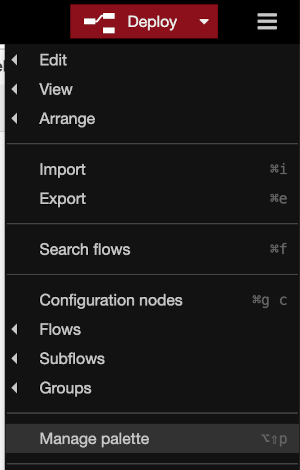 Deploy
Edit
View
Arrange
Import ⌘i
Export ⌘e
Search flows ⌘f
Configuration nodes ⌘g c
Flows
Subflows
Groups
Manage palette ⌥⇧p